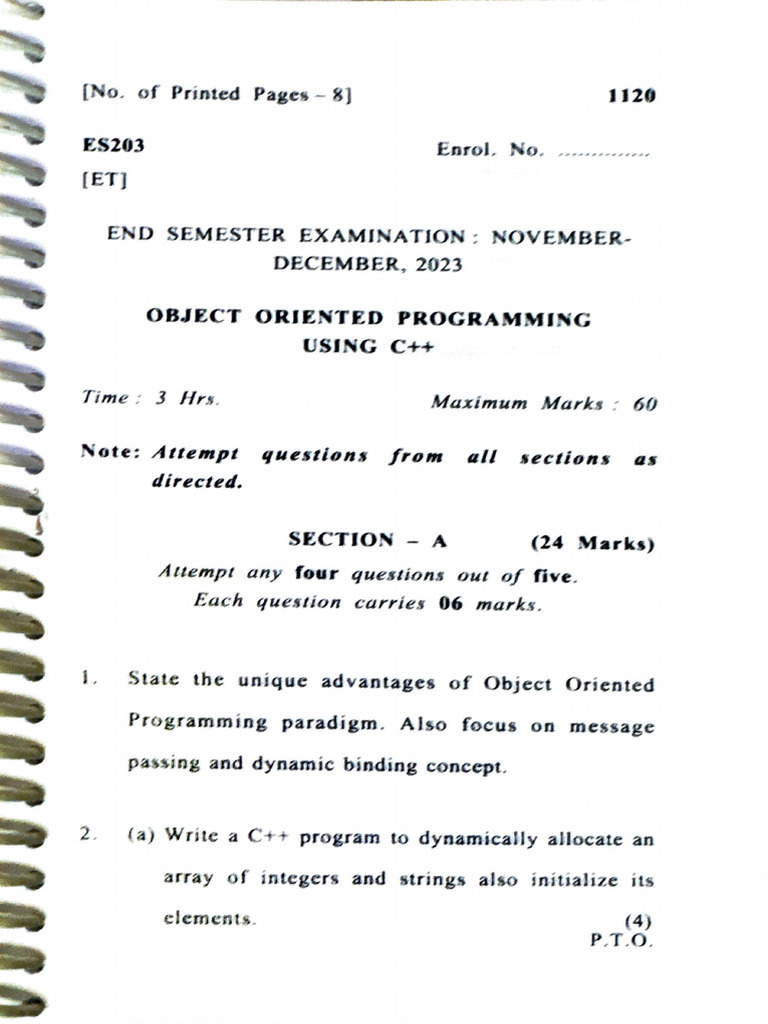 [No. of Printed Pages – 8] 1120
ES203 Enrol. No. ..............
[ET]
END SEMESTER EXAMINATION : NOVEMBER-
DECEMBER, 2023
OBJECT ORIENTED PROGRAMMING
USING C++
Time : 3 Hrs. Maximum Marks : 60
Note: Attempt questions from all sections as
directed.
SECTION – A (24 Marks)
Attempt any four questions out of five.
Each question carries 06 marks.
1. State the unique advantages of Object Oriented
Programming paradigm. Also focus on message
passing and dynamic binding concept.
2. (a) Write a C++ program to dynamically allocate an
array of integers and strings also initialize its
elements. (4)
P.T.O.